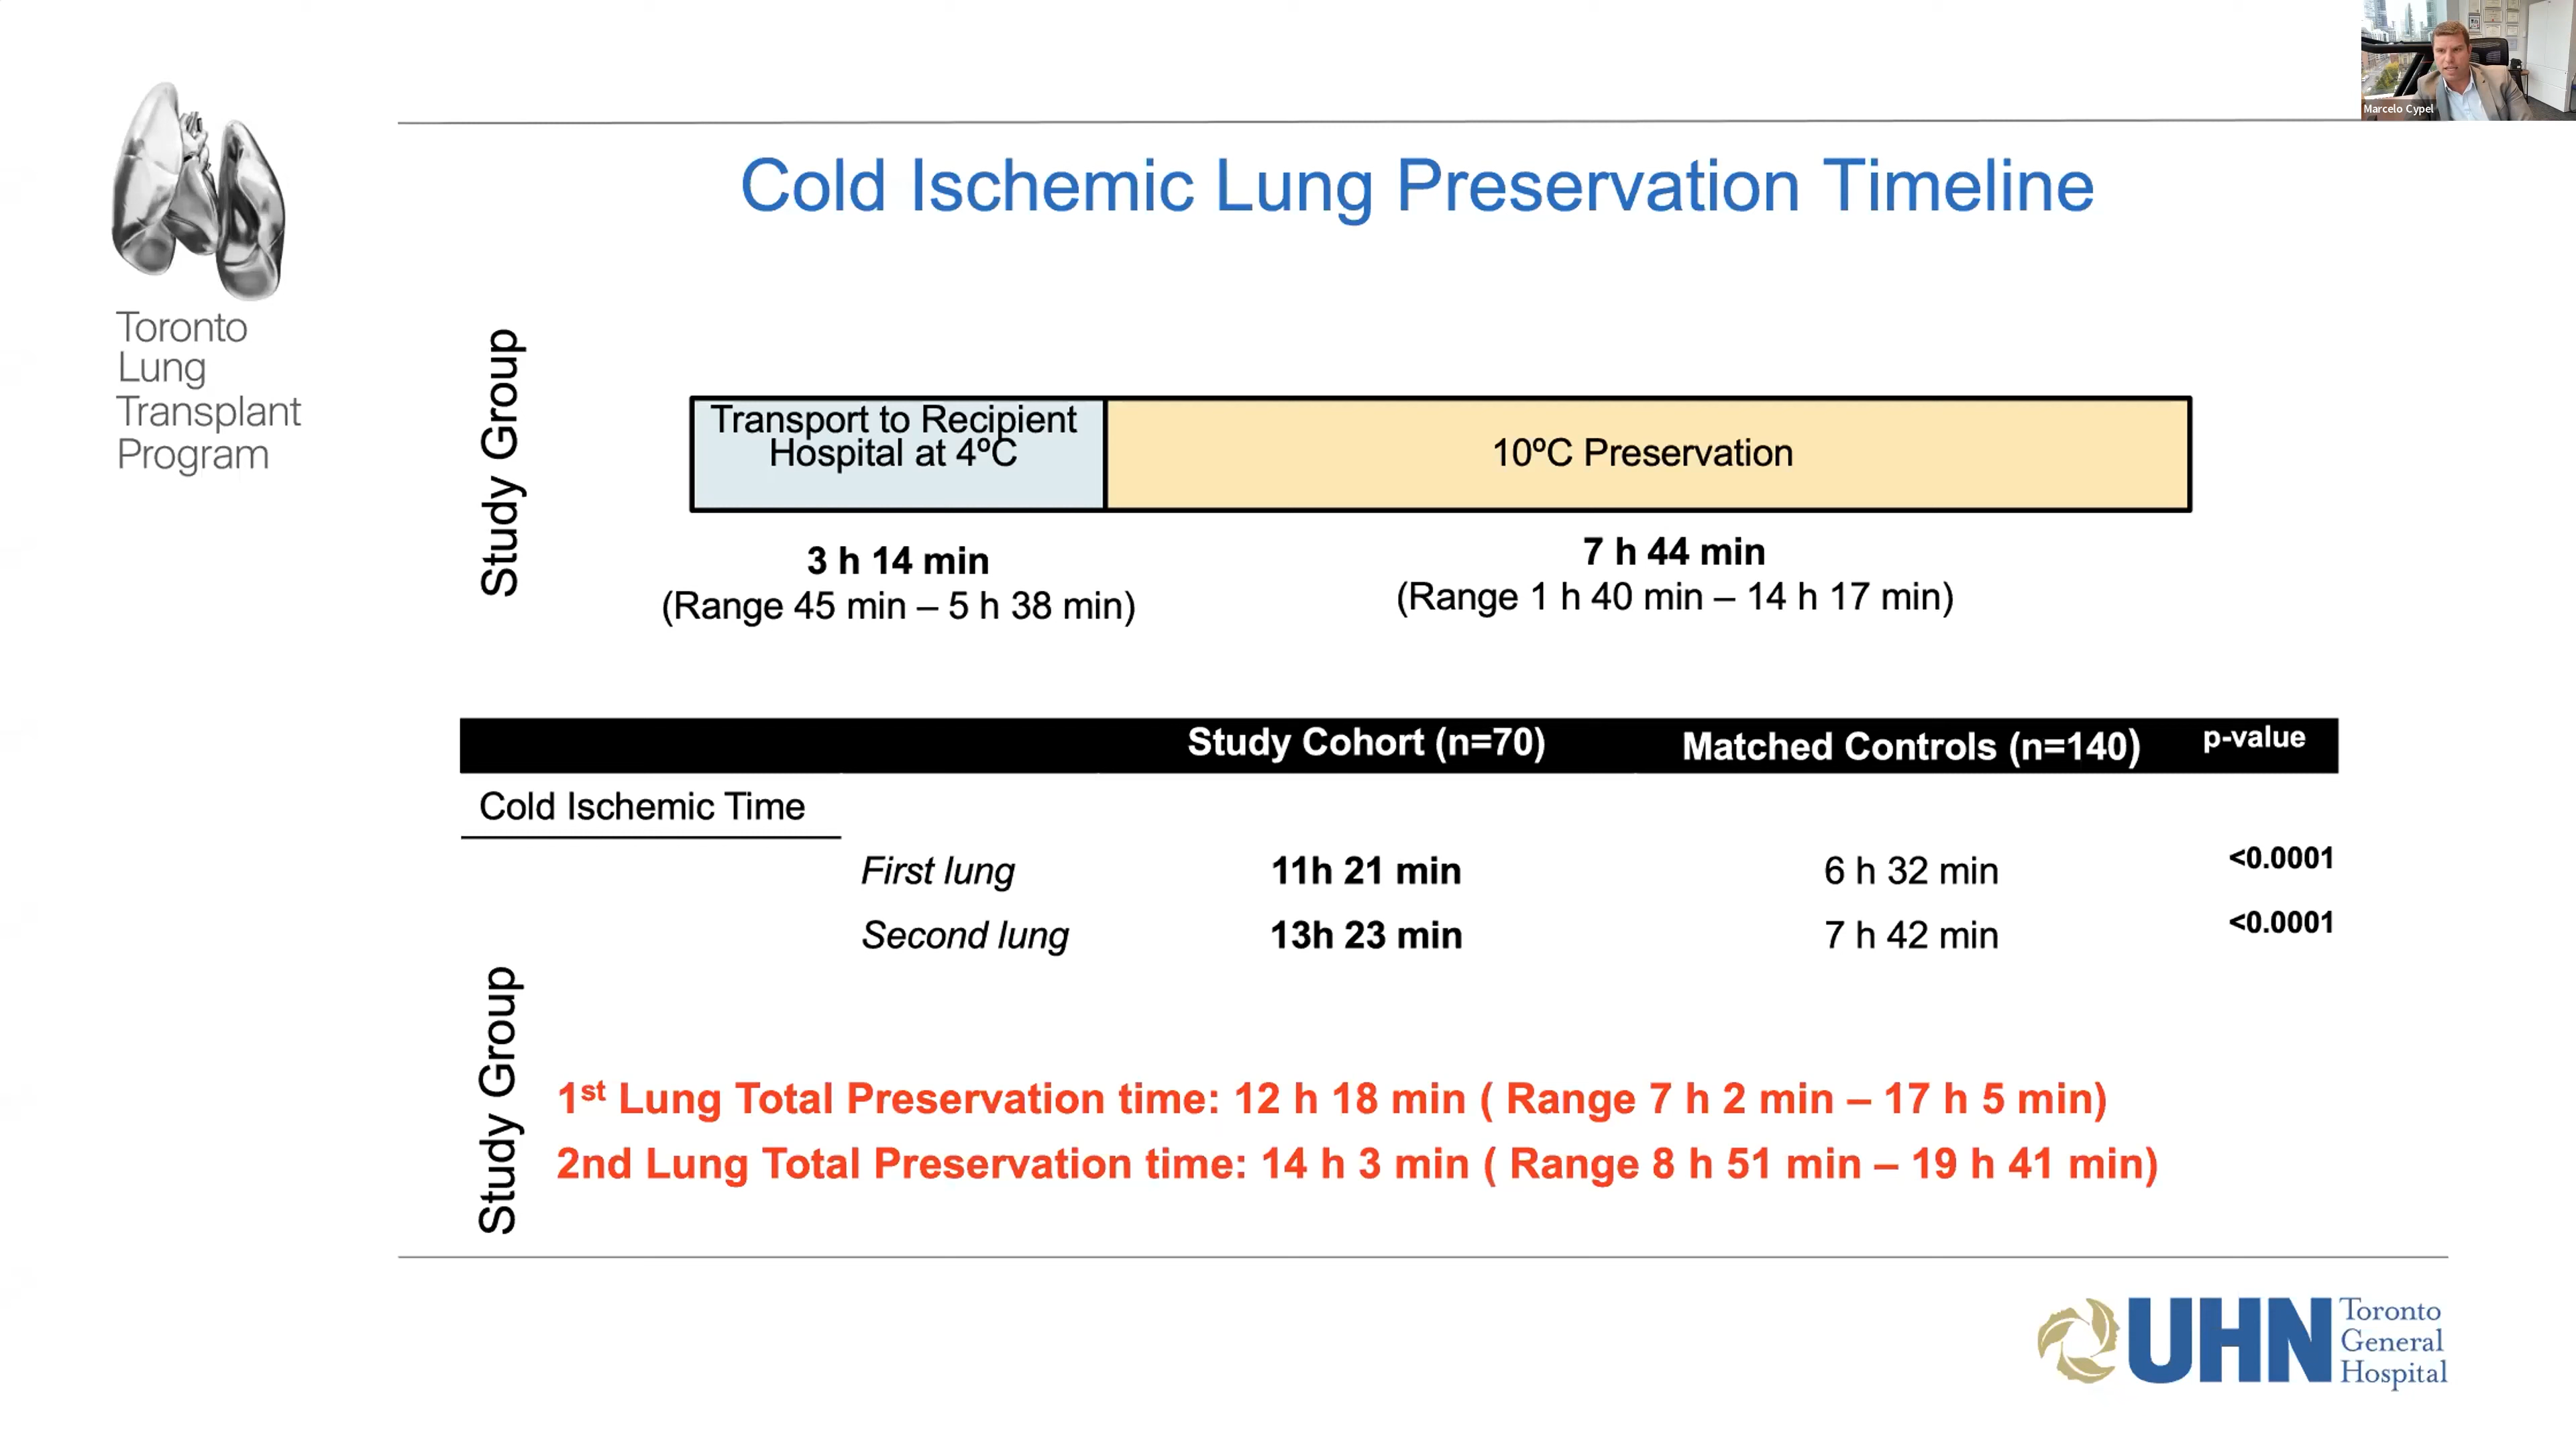 Marcelo Cypel
Toronto
Lung
Transplant
Program
Cold Ischemic Lung Preservation Timeline
Study Group
Transport to Recipient
Hospital at 4ºC
10ºC Preservation
3 h 14 min
(Range 45 min – 5 h 38 min)
7 h 44 min
(Range 1 h 40 min – 14 h 17 min)
Study Cohort (n=70) Matched Controls (n=140) p-value
Cold Ischemic Time
First lung 11h 21 min 6 h 32 min <0.0001
Second lung 13h 23 min 7 h 42 min <0.0001
Study Group
1st Lung Total Preservation time: 12 h 18 min ( Range 7 h 2 min – 17 h 5 min)
2nd Lung Total Preservation time: 14 h 3 min ( Range 8 h 51 min – 19 h 41 min)
UHN
Toronto
General
Hospital